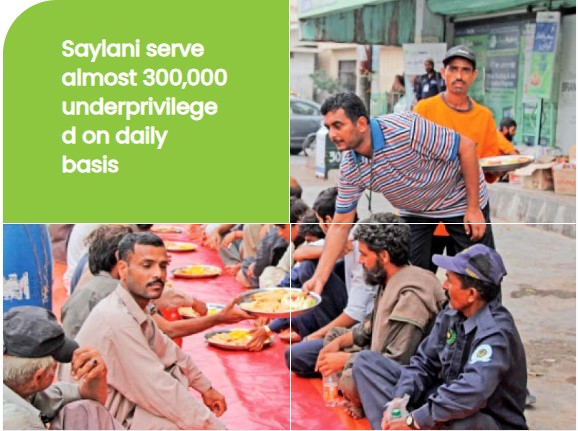 Saylani serve
almost 300,000
underprivilege
d on daily
basis